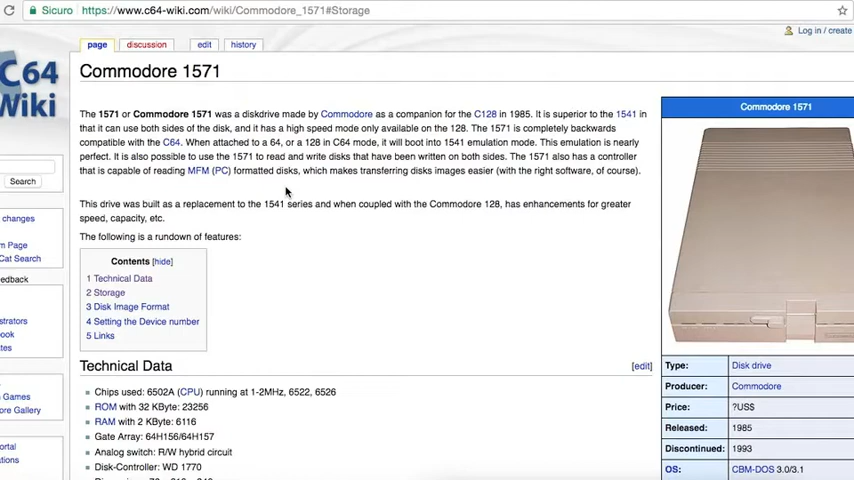 Sicuro https://www.c64-wiki.com/wiki/Commodore_1571#Storage
Log in / create
page discussion edit history
C64
Wiki
Commodore 1571
The 1571 or Commodore 1571 was a diskdrive made by Commodore as a companion for the C128 in 1985. It is superior to the 1541 in
that it can use both sides of the disk, and it has a high speed mode only available on the 128. The 1571 is completely backwards
compatible with the C64. When attached to a 64, or a 128 in C64 mode, it will boot into 1541 emulation mode. This emulation is nearly
perfect. It is also possible to use the 1571 to read and write disks that have been written on both sides. The 1571 also has a controller
that is capable of reading MFM (PC) formatted disks, which makes transferring disks images easier (with the right software, of course).
This drive was built as a replacement to the 1541 series and when coupled with the Commodore 128, has enhancements for greater
speed, capacity, etc.
The following is a rundown of features:
Contents [hide]
1 Technical Data
2 Storage
3 Disk Image Format
4 Setting the Device number
5 Links
Technical Data [edit]
Chips used: 6502A (CPU) running at 1-2MHz, 6522, 6526
ROM with 32 KByte: 23256
RAM with 2 KByte: 6116
Gate Array: 64H156/64H157
Analog switch: R/W hybrid circuit
Disk-Controller: WD 1770
Search
changes
Page
Cat Search
Games
Gallery
Commodore 1571
Type: Disk drive
Producer: Commodore
Price: ?US$
Released: 1985
Discontinued: 1993
OS: CBM-DOS 3.0/3.1